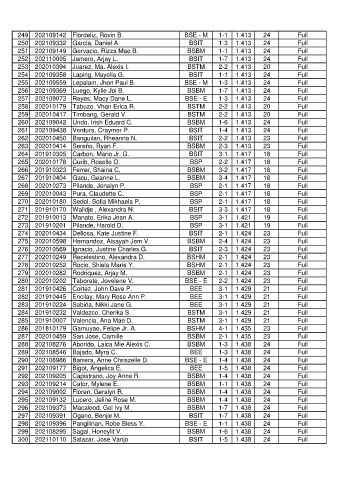 249 202109142 Flordeliz, Rovin B. BSE - M 1-1 1.413 24 Full
250 202109332 Garcia, Daniel A. BSIT 1-3 1.413 24 Full
251 202109149 Gervacio, Rizza Mae B. BSBM 1-1 1.413 24 Full
252 202110005 Jamero, Arjay L. BSIT 1-7 1.413 24 Full
253 202010394 Juarez, Ma. Alexis I. BSTM 2-2 1.413 20 Full
254 202109358 Laping, Mayella G. BSIT 1-1 1.413 24 Full
255 202109559 Lepalam, Jhon Paul B. BSE - M 1-3 1.413 24 Full
256 202109369 Luego, Kylie Joi B. BSBM 1-7 1.413 24 Full
257 202109073 Reyes, Macy Dane L. BSE - E 1-3 1.413 24 Full
258 202010179 Tabuzo, Vhan Erica R. BSTM 2-2 1.413 20 Full
259 202010417 Timbang, Gerald V. BSTM 2-2 1.413 20 Full
260 202109042 Undo, Irish Eduard C. BSBM 1-6 1.413 24 Full
261 202109438 Ventura, Craymor P. BSIT 1-4 1.413 24 Full
262 202010450 Bangulan, Rheanna N. BSIT 2-2 1.413 23 Full
263 202010414 Sereño, Ryan F. BSBM 2-3 1.413 23 Full
264 201910305 Carlton, Mario Jr. G. BSIT 3-1 1.417 18 Full
265 202010178 Curib, Roselle O. BSP 2-2 1.417 18 Full
266 201910323 Ferrer, Shaina C. BSBM 3-2 1.417 18 Full
267 201910404 Gazu, Geanne L. BSBM 3-4 1.417 18 Full
268 202010273 Pilande, Jenalyn P. BSP 2-1 1.417 18 Full
269 202010043 Pura, Claudette C. BSP 2-1 1.417 18 Full
270 202010180 Sedol, Sofia Mikhaela P. BSP 2-1 1.417 18 Full
271 201910170 Waldje , Alexandra N. BSIT 3-3 1.417 18 Full
272 201910013 Manato, Erika Jean A. BSP 3-1 1.421 19 Full
273 201910201 Pilande, Harold D. BSP 3-1 1.421 19 Full
274 202010434 Dellosa, Kate Justine F. BSIT 2-1 1.424 23 Full
275 202010598 Hernandez, Aisayah Jem V. BSBM 2-4 1.424 23 Full
276 202010569 Ignacio, Justine Charles G. BSIT 2-3 1.424 23 Full
277 202010249 Recelestino, Alexandra D. BSHM 2-1 1.424 23 Full
278 202010252 Rocio, Shiela Marie Y. BSHM 2-1 1.424 23 Full
279 202010282 Rodriquez, Arjay M. BSBM 2-1 1.424 23 Full
280 202010202 Taborete, Jovelene V. BSE - E 2-2 1.424 23 Full
281 201910426 Cortez, John Dave P. BEE 3-1 1.429 21 Full
282 201910445 Encilay, Mary Rose Ann P. BEE 3-1 1.429 21 Full
283 201910224 Sabiña, Nikki Jane G. BEE 3-1 1.429 21 Full
284 201910232 Valdezco, Cherika S. BSTM 3-1 1.429 21 Full
285 201910007 Valencia, Ana Mae D. BSTM 3-1 1.429 21 Full
286 201810179 Gamuyao, Felipe Jr. A. BSHM 4-1 1.435 23 Full
287 202010459 San Jose, Camille BSBM 2-1 1.435 23 Full
288 202108276 Aborido, Laica Mie Alexis C. BSBM 1-3 1.438 24 Full
289 202108546 Bajado, Myra C. BEE 1-3 1.438 24 Full
290 202108986 Barrera, Anne Chriszelle D. BSE - E 1-4 1.438 24 Full
291 202109177 Bigot, Angelica E. BEE 1-5 1.438 24 Full
292 202109205 Capistrano, Joy Anne R. BSBM 1-4 1.438 24 Full
293 202109214 Cator, Mylene E. BSBM 1-1 1.438 24 Full
294 202109002 Floren, Geralyn R. BSBM 1-4 1.438 24 Full
295 202109132 Lucero, Jeline Rose M. BSBM 1-4 1.438 24 Full
296 202109373 Macalood, Gel Ivy M. BSBM 1-7 1.438 24 Full
297 202109391 Ogano, Benjie M. BSIT 1-7 1.438 24 Full
298 202109396 Pangilinan, Robe Bless Y. BSE - E 1-1 1.438 24 Full
299 202108295 Sagal, Honeylit V. BSBM 1-6 1.438 24 Full
300 202110110 Salazar, Jose Vanjo BSIT 1-5 1.438 24 Full